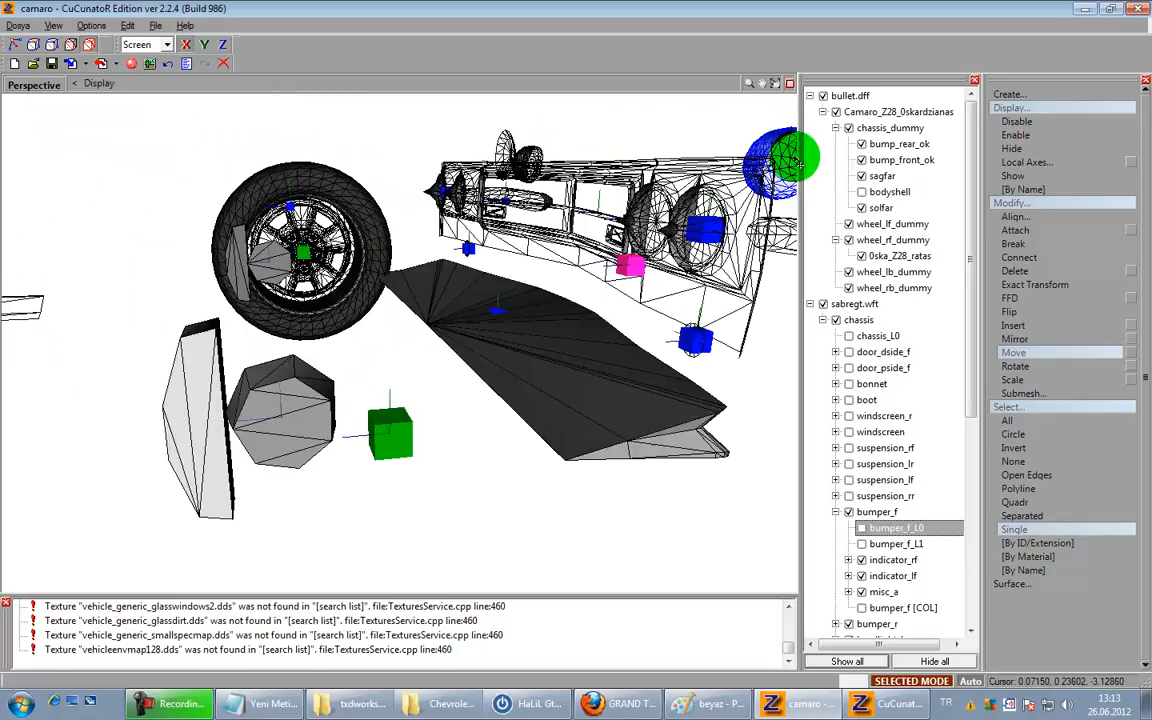 camaro - CuCunatoR Edition ver 2.2.4 (Build 986)
Dosya View Options Edit File Help
Screen X Y Z
Perspective < Display
bullet.dff
Camaro_Z28_0skardzianas
chassis_dummy
bump_rear_ok
bump_front_ok
sagfar
bodyshell
solfar
wheel_lf_dummy
wheel_rf_dummy
0ska_Z28_ratas
wheel_lb_dummy
wheel_rb_dummy
sabregt.wft
chassis
chassis_L0
door_dside_f
door_pside_f
bonnet
boot
windscreen_r
windscreen
suspension_rf
suspension_lr
suspension_lf
suspension_rr
bumper_f
bumper_f_L0
bumper_f_L1
indicator_rf
indicator_lf
misc_a
bumper_f [COL]
bumper_r
Show all Hide all
Create...
Display...
Disable
Enable
Hide
Local Axes...
Show
[By Name]
Modify...
Align...
Attach
Break
Connect
Delete
Exact Transform
FFD
Flip
Insert
Mirror
Move
Rotate
Scale
Submesh...
Select...
All
Circle
Invert
None
Open Edges
Polyline
Quadr
Separated
Single
[By ID/Extension]
[By Material]
[By Name]
Surface...
Texture "vehicle_generic_glasswindows2.dds" was not found in "[search list]". file:TexturesService.cpp line:460
Texture "vehicle_generic_glassdirt.dds" was not found in "[search list]". file:TexturesService.cpp line:460
Texture "vehicle_generic_smallspecmap.dds" was not found in "[search list]". file:TexturesService.cpp line:460
Texture "vehicleenvmap128.dds" was not found in "[search list]". file:TexturesService.cpp line:460
SELECTED MODE Auto Cursor: 0.07150, 0.23602, -3.12860
Recordin... Yeni Meti... txdworks... Chevrole... HaLiL Gt... GRAND T... beyaz - P... camaro -... CuCunat... TR 13:13
26.06.2012